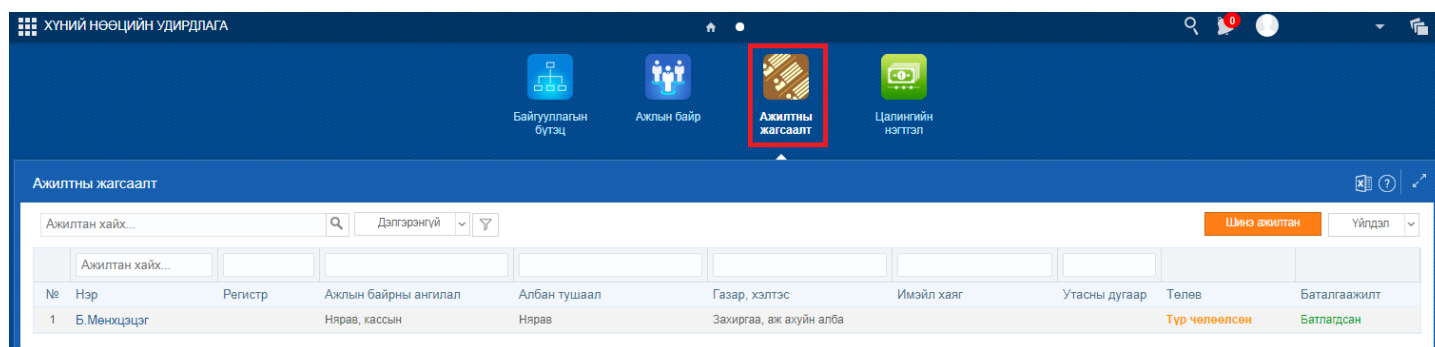 ХҮНИЙ НӨӨЦИЙН УДИРДЛАГА
0
Байгууллагын бүтэц
Ажлын байр
Ажилтны жагсаалт
Цалингийн нэгтгэл
Ажилтны жагсаалт
Ажилтан хайх...
Дэлгэрэнгүй
Шинэ ажилтан
Үйлдэл
Ажилтан хайх...
№ Нэр Регистр Ажлын байрны ангилал Албан тушаал Газар, хэлтэс Имэйл хаяг Утасны дугаар Төлөв Баталгаажилт
1 Б.Мөнхцэцэг Нярав, кассын Нярав Захиргаа, аж ахуйн алба Түр чөлөөлсөн Батлагдсан